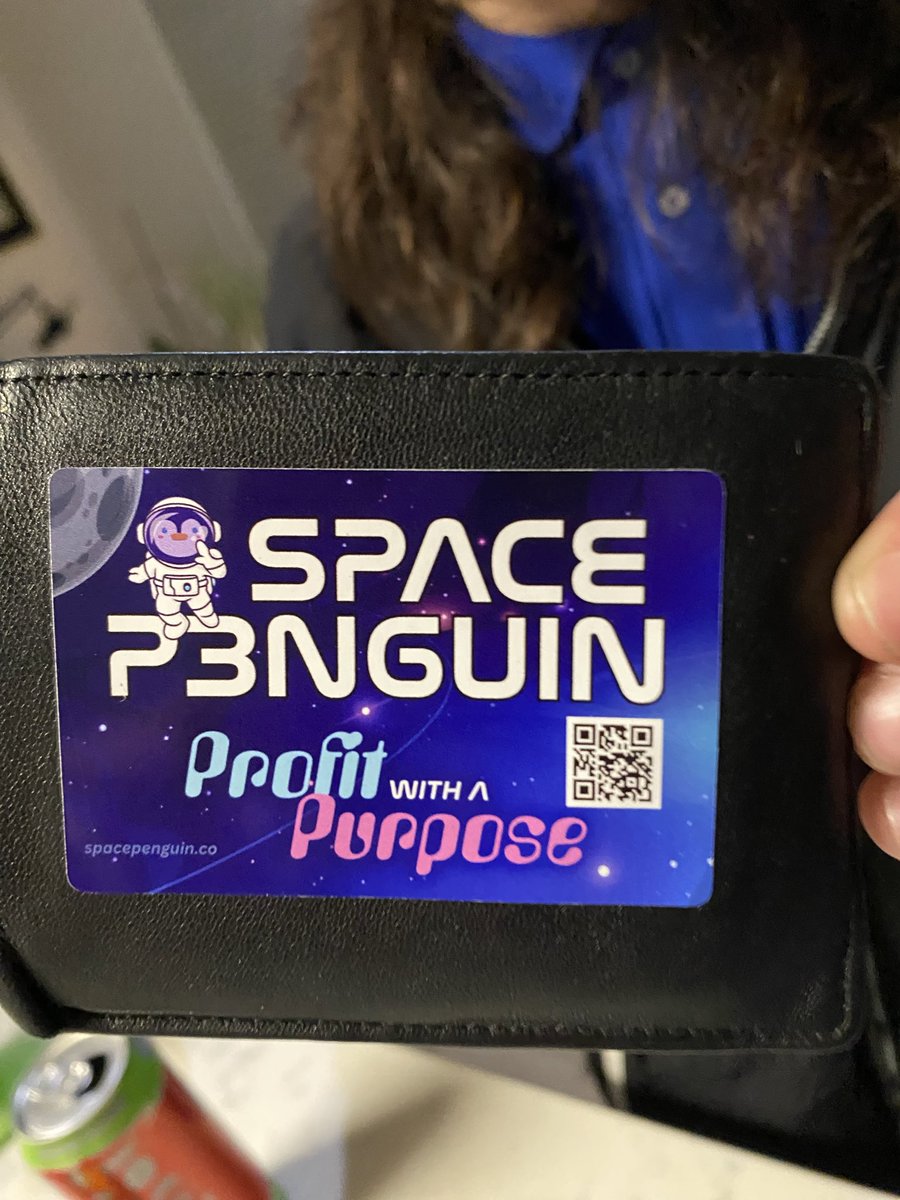 SPACE
P3NGUIN
Profit WITH A
Purpose
spacepenguin.co